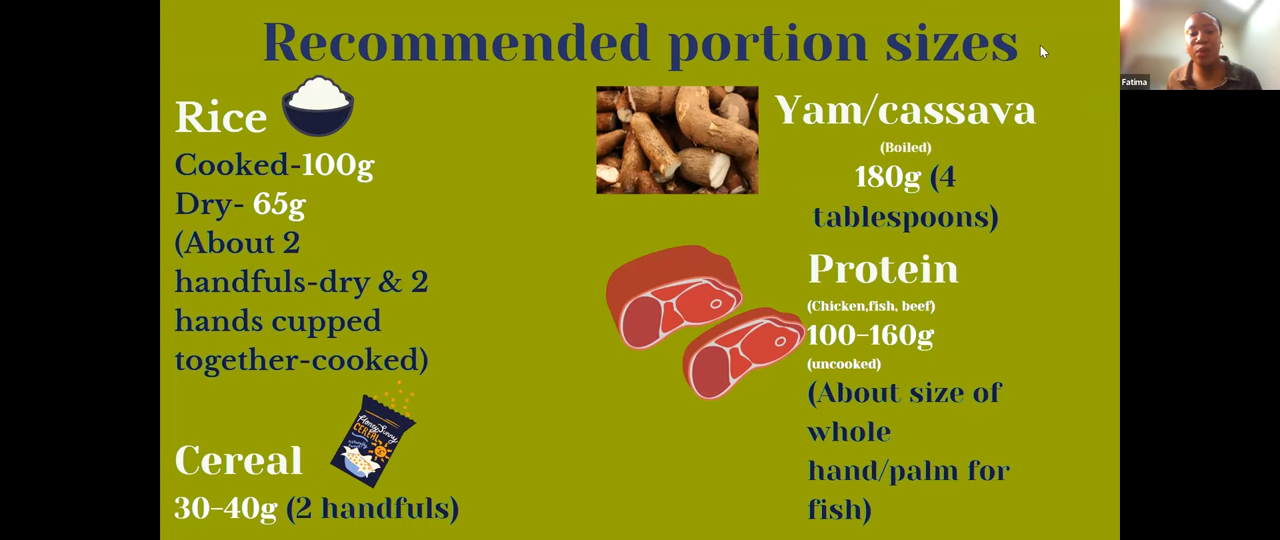 Recommended portion sizes
Rice
Cooked-100g
Dry- 65g
(About 2
handfuls-dry & 2
hands cupped
together-cooked)
Cereal
30-40g (2 handfuls)
CEREAL
Yam/cassava
(Boiled)
180g (4
tablespoons)
Protein
(Chicken,fish, beef)
100-160g
(uncooked)
(About size of
whole
hand/palm for
fish)
Fatima